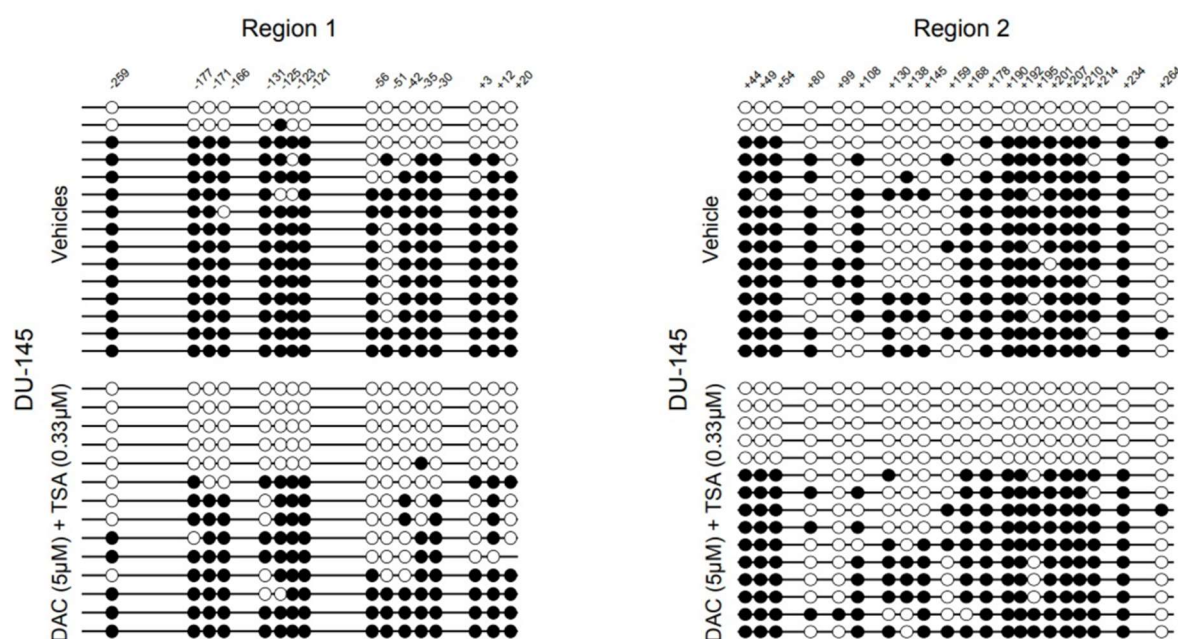 Region 1
Region 2
-259 -177 -171 -166 -131 -125 -123 -121 -56 -51 -42 -35 -30 +3 +12 +20
+44 +49 +54 +80 +99 +108 +130 +138 +145 +159 +168 +178 +190 +192 +195 +201 +207 +210 +214 +234 +264
Vehicles
Vehicle
DU-145
DU-145
DAC (5µM) + TSA (0.33µM)
DAC (5µM) + TSA (0.33µM)